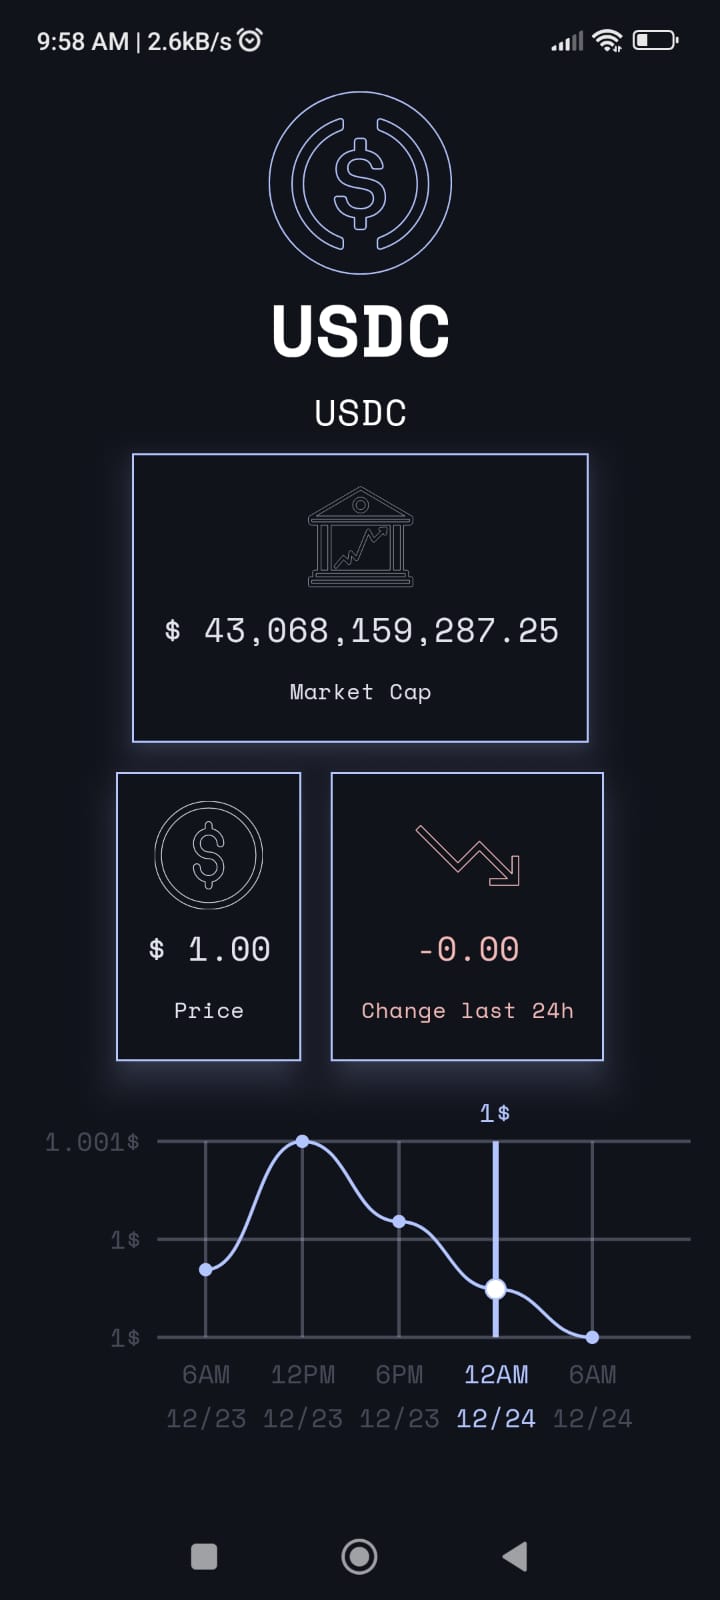 9:58 AM | 2.6kB/s
USDC
USDC
$ 43,068,159,287.25
Market Cap
$ 1.00
Price
-0.00
Change last 24h
1$
1.001$
1$
1$
6AM 12PM 6PM 12AM 6AM
12/23 12/23 12/23 12/24 12/24